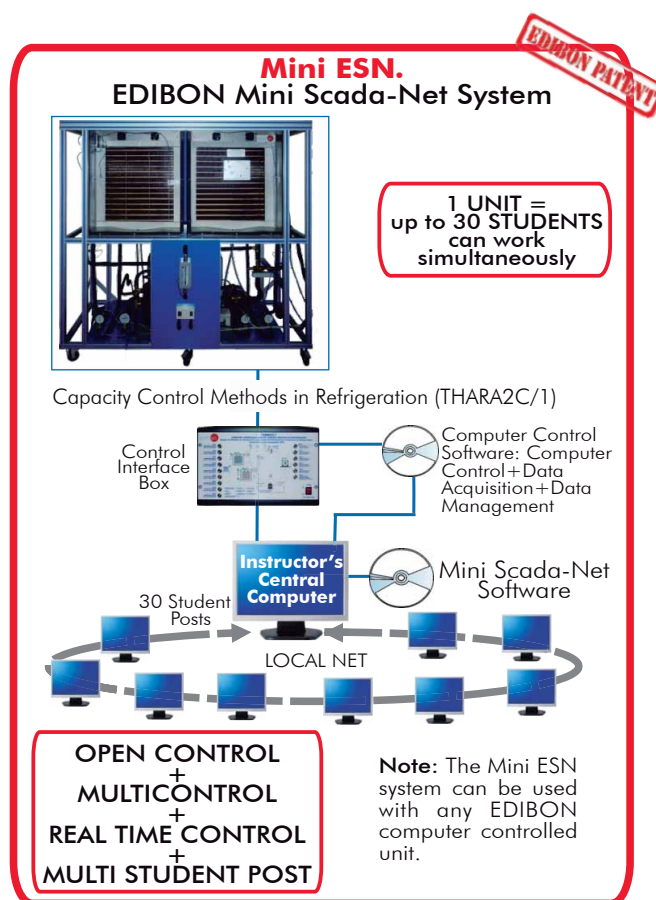 EDIBON PATENT
Mini ESN.
EDIBON Mini Scada-Net System
1 UNIT =
up to 30 STUDENTS
can work
simultaneously
Capacity Control Methods in Refrigeration (THARA2C/1)
Control
Interface
Box
Computer Control
Software: Computer
Control+Data
Acquisition+Data
Management
Instructor's
Central
Computer
Mini Scada-Net
Software
30 Student
Posts
LOCAL NET
OPEN CONTROL
+
MULTICONTROL
+
REAL TIME CONTROL
+
MULTI STUDENT POST
Note: The Mini ESN
system can be used
with any EDIBON
computer controlled
unit.